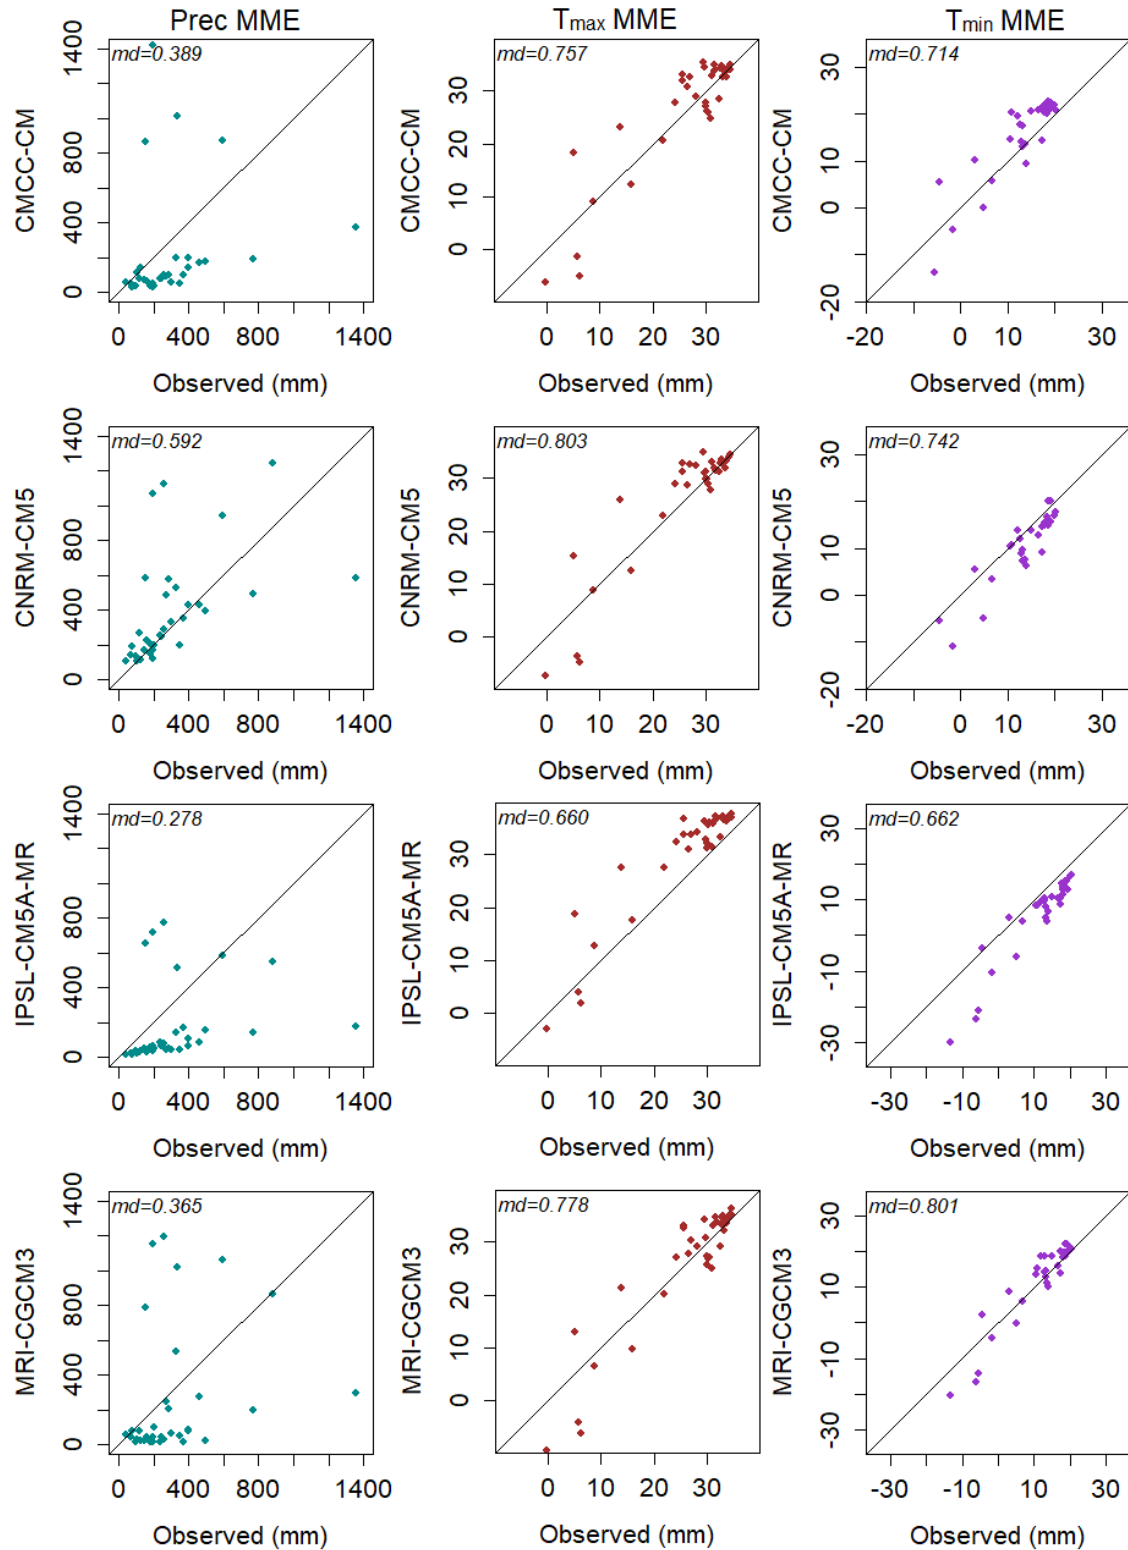 Prec MME
T_max MME
T_min MME
md=0.389
md=0.757
md=0.714
CMCC-CM
0 400 800 1400
CMCC-CM
0 10 20 30
CMCC-CM
-20 0 10 30
0 400 800 1400
0 10 20 30
-20 0 10 30
Observed (mm)
Observed (mm)
Observed (mm)
md=0.592
md=0.803
md=0.742
CNRM-CM5
0 400 800 1400
CNRM-CM5
0 10 20 30
CNRM-CM5
-20 0 10 30
0 400 800 1400
0 10 20 30
-20 0 10 30
Observed (mm)
Observed (mm)
Observed (mm)
md=0.278
md=0.660
md=0.662
IPSL-CM5A-MR
0 400 800 1400
IPSL-CM5A-MR
0 10 20 30
IPSL-CM5A-MR
-30 -10 10 30
0 400 800 1400
0 10 20 30
-30 -10 10 30
Observed (mm)
Observed (mm)
Observed (mm)
md=0.365
md=0.778
md=0.801
MRI-CGCM3
0 400 800 1400
MRI-CGCM3
0 10 20 30
MRI-CGCM3
-30 -10 10 30
0 400 800 1400
0 10 20 30
-30 -10 10 30
Observed (mm)
Observed (mm)
Observed (mm)